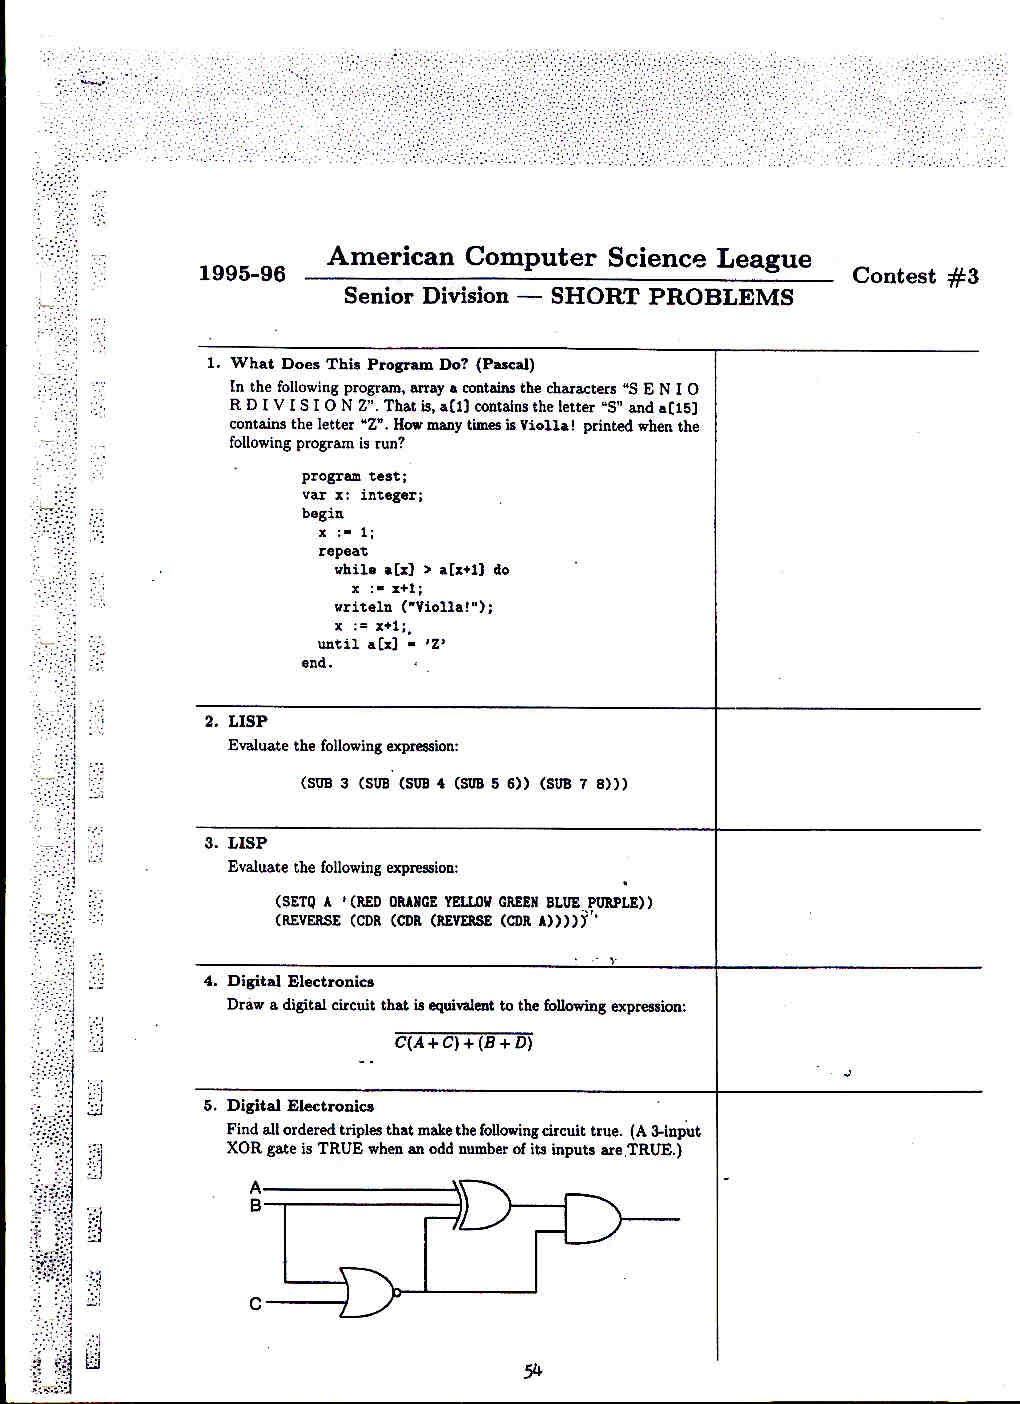 American Computer Science League
1995-96
Contest #3
Senior Division — SHORT PROBLEMS
1. What Does This Program Do? (Pascal)
In the following program, array a contains the characters "S E N I O
R D I V I S I O N Z". That is, a[1] contains the letter "S" and a[15]
contains the letter "Z". How many times is Violla! printed when the
following program is run?
program test;
var x: integer;
begin
x := 1;
repeat
while a[x] > a[x+1] do
x := x+1;
writeln ("Violla!");
x := x+1;
until a[x] = 'Z'
end.
2. LISP
Evaluate the following expression:
(SUB 3 (SUB (SUB 4 (SUB 5 6)) (SUB 7 8)))
3. LISP
Evaluate the following expression:
(SETQ A '(RED ORANGE YELLOW GREEN BLUE PURPLE))
(REVERSE (CDR (CDR (REVERSE (CDR A)))))
4. Digital Electronics
Draw a digital circuit that is equivalent to the following expression:
C(A + C) + (B + D)
5. Digital Electronics
Find all ordered triples that make the following circuit true. (A 3-input
XOR gate is TRUE when an odd number of its inputs are TRUE.)
A
B
C
54